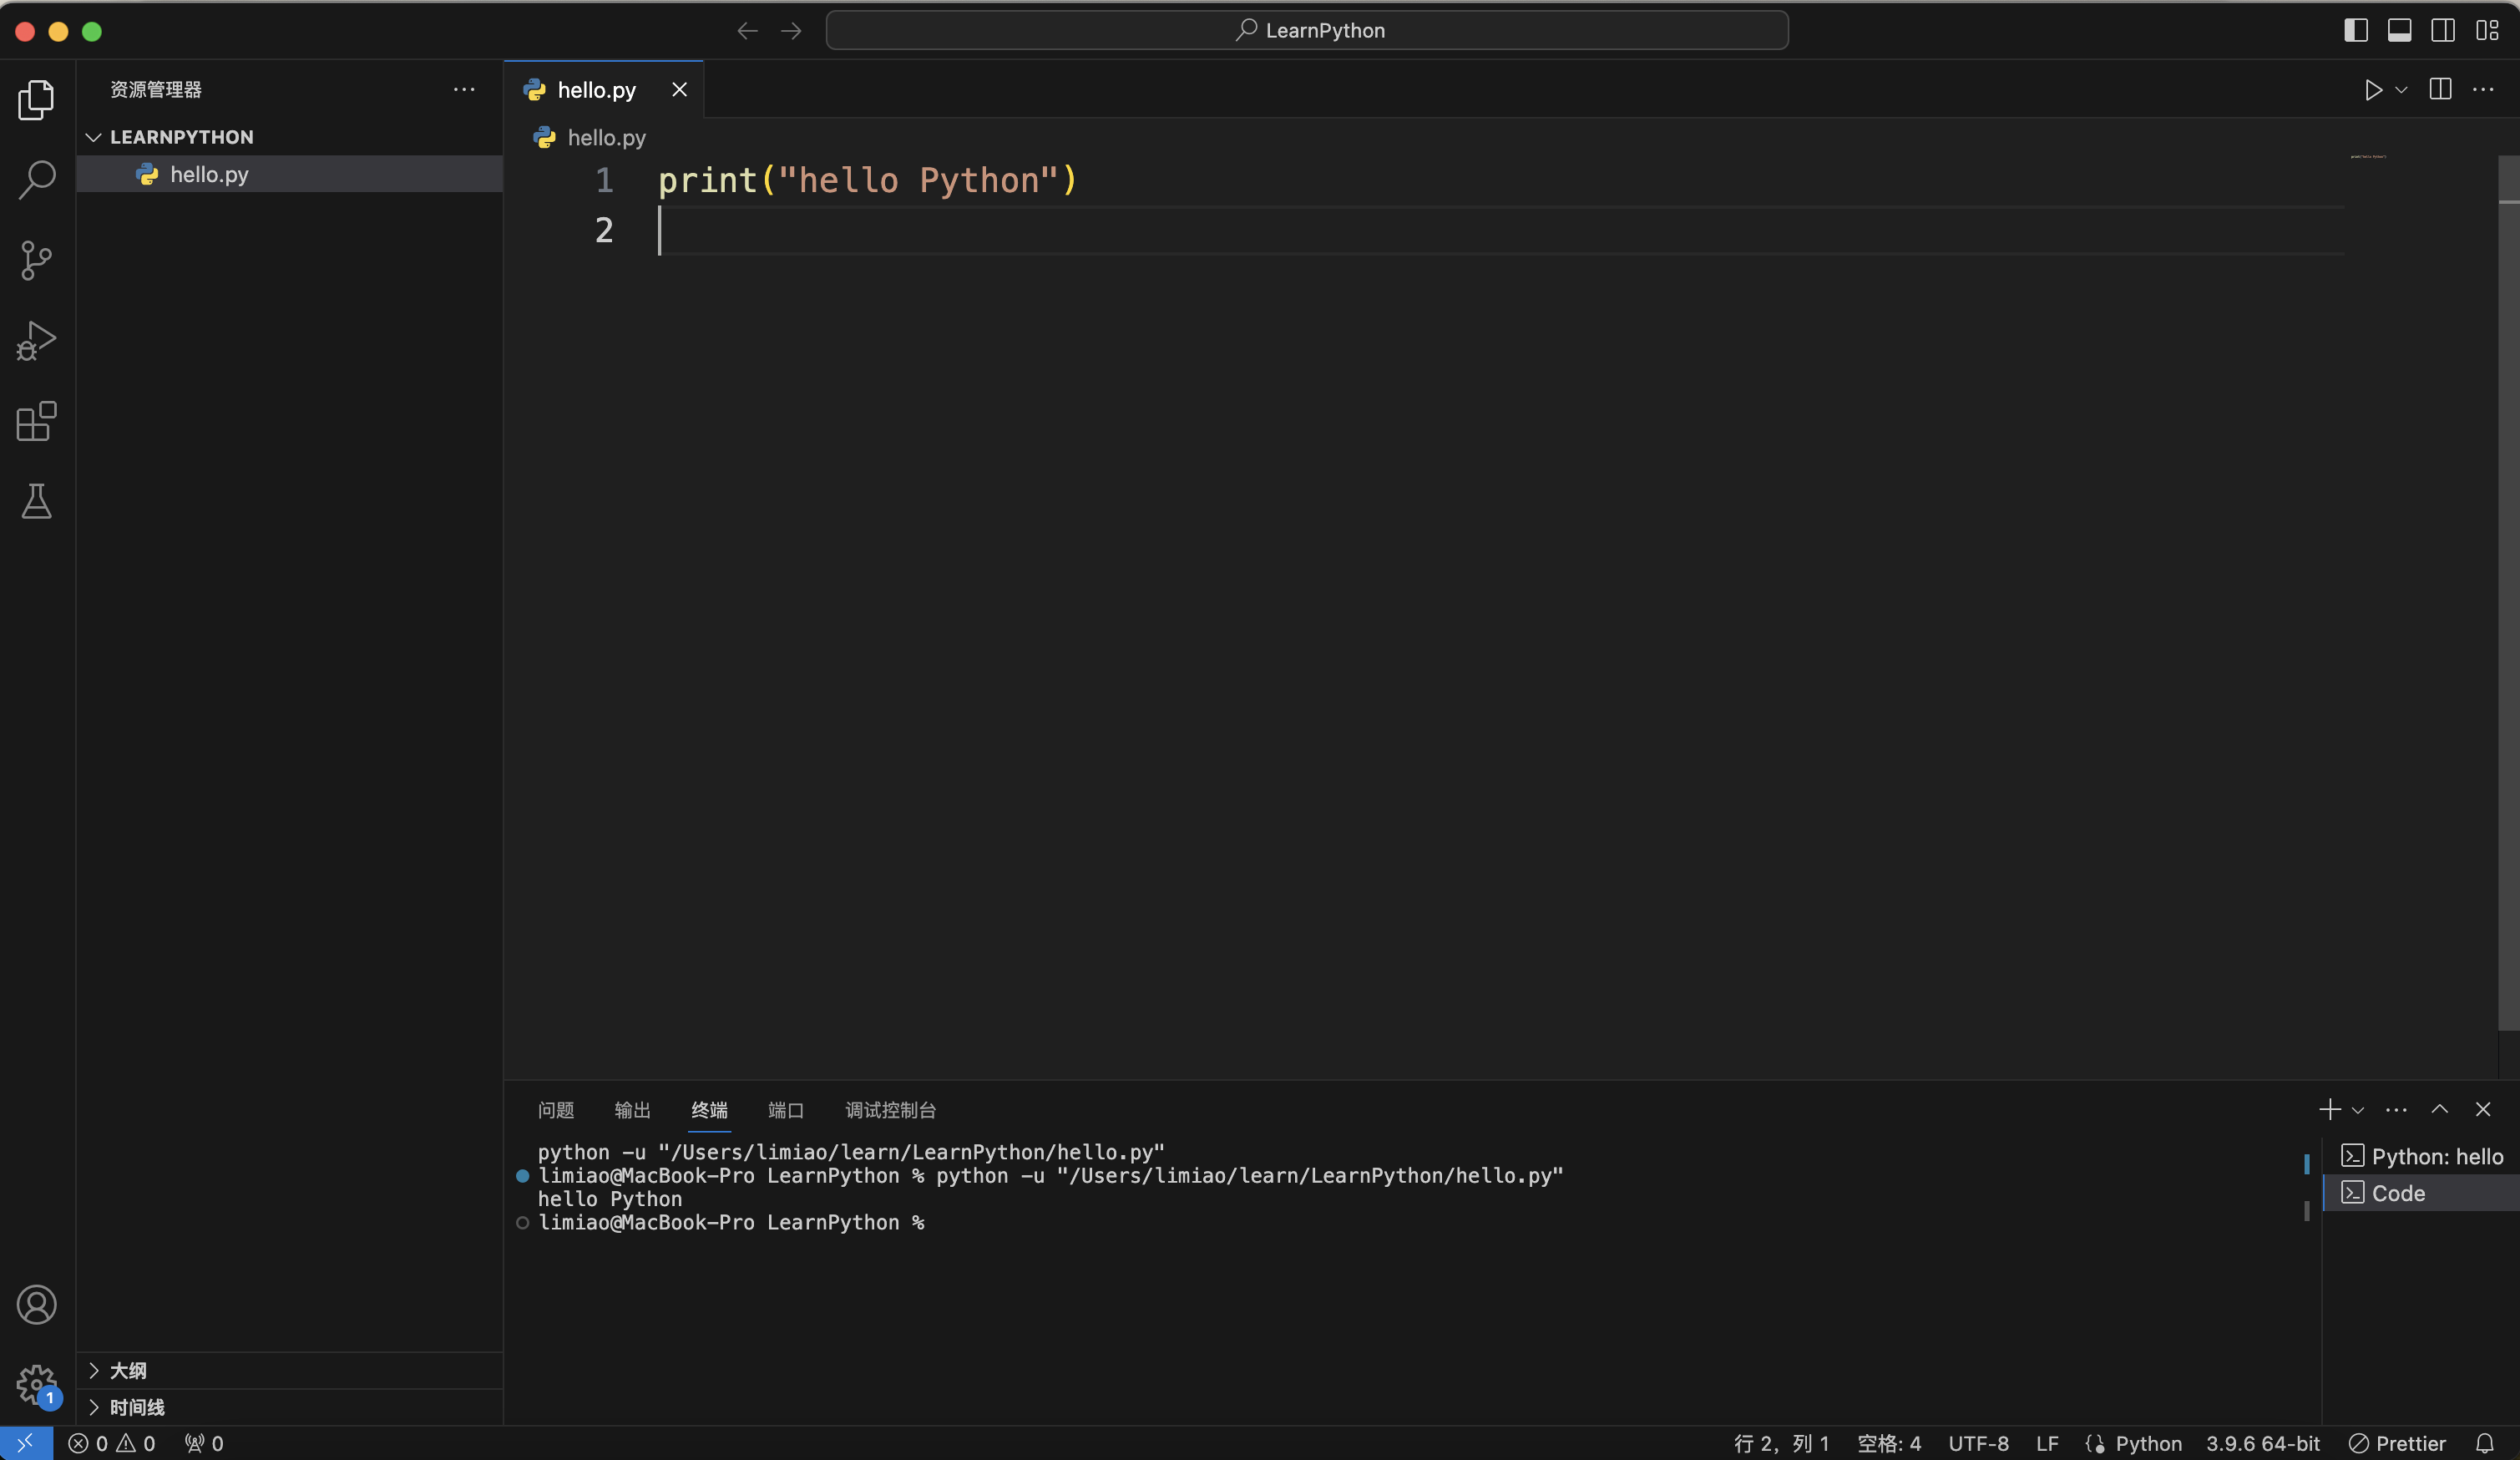 LearnPython
资源管理器
LEARNPYTHON
hello.py
hello.py
hello.py
1 print("hello Python")
2
问题 输出 终端 端口 调试控制台
python -u "/Users/limiao/learn/LearnPython/hello.py"
limiao@MacBook-Pro LearnPython % python -u "/Users/limiao/learn/LearnPython/hello.py"
hello Python
limiao@MacBook-Pro LearnPython %
Python: hello
Code
大纲
时间线
1
0 0 0
行 2，列 1 空格: 4 UTF-8 LF Python 3.9.6 64-bit Prettier